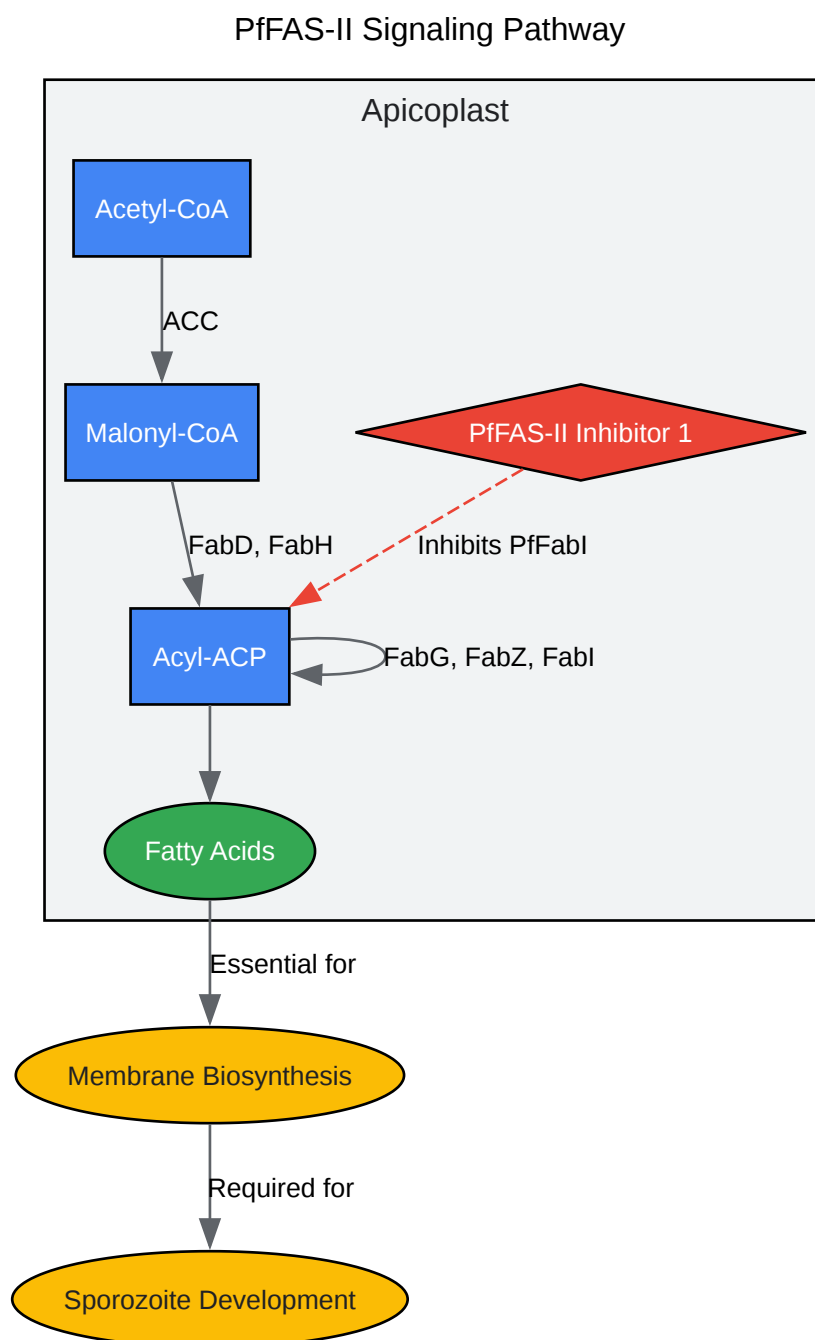 PfFAS-II Signaling Pathway
Apicoplast
Acetyl-CoA
ACC
Malonyl-CoA
PfFAS-II Inhibitor 1
FabD, FabH
Inhibits PfFabI
Acyl-ACP
FabG, FabZ, FabI
Fatty Acids
Essential for
Membrane Biosynthesis
Required for
Sporozoite Development